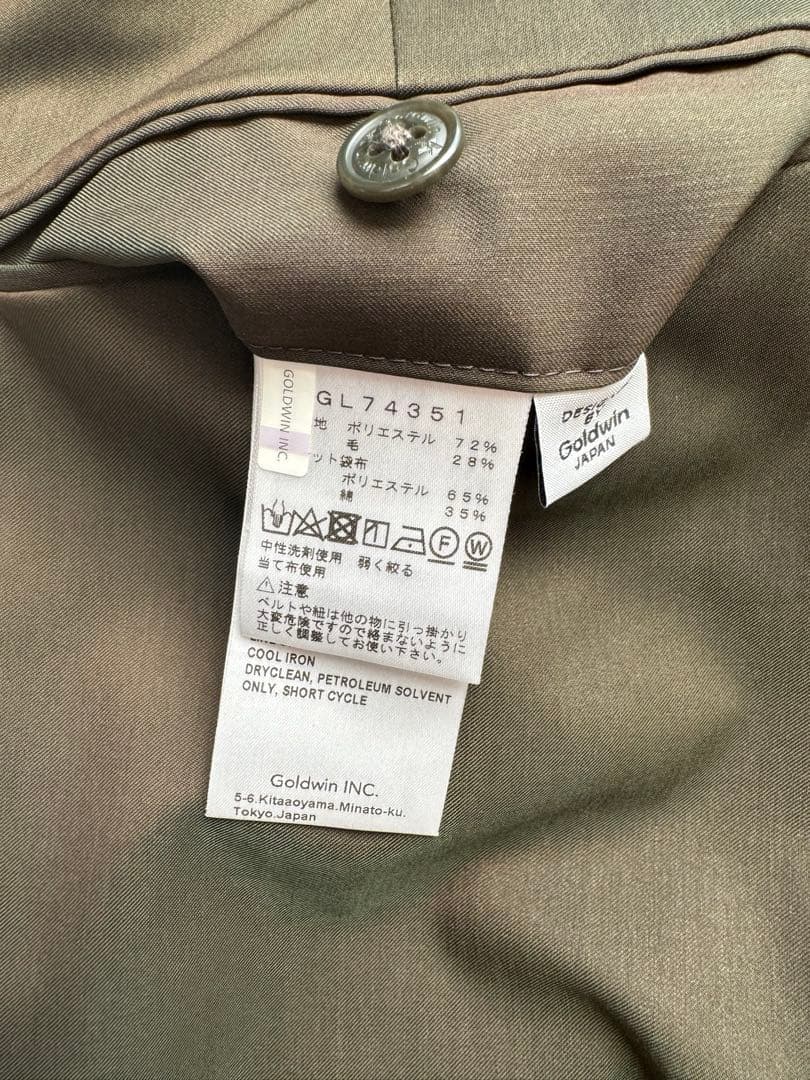 GOLDWIN INC.
GL74351
地 ポリエステル 72%
毛 28%
ット袋布
ポリエステル 65%
綿 35%
F W
中性洗剤使用 弱く絞る
当て布使用
⚠注意
ベルトや紐は他の物に引っ掛かり
大変危険ですので絡まないように
正しく調整してお使い下さい。
COOL IRON
DRYCLEAN, PETROLEUM SOLVENT
ONLY, SHORT CYCLE
Goldwin INC.
5-6.Kitaaoyama.Minato-ku.
Tokyo.Japan
BY
Goldwin
JAPAN